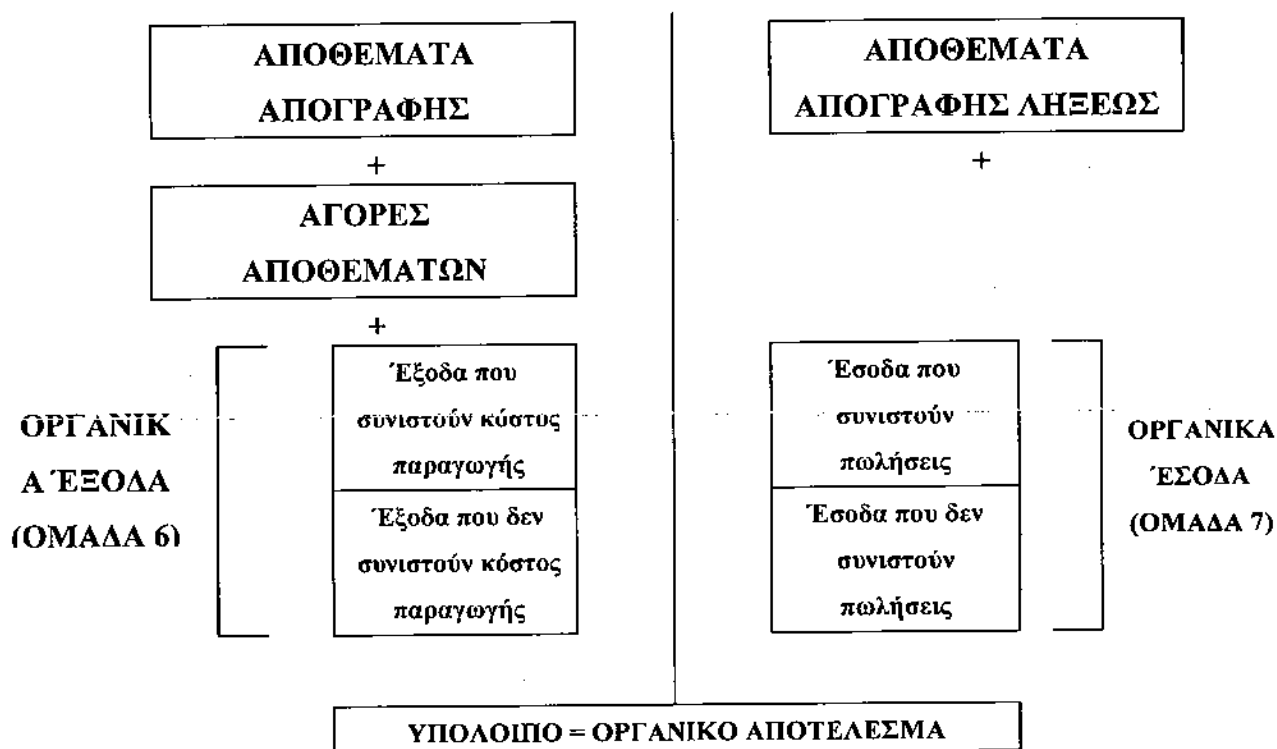 ΑΠΟΘΕΜΑΤΑ
ΑΠΟΓΡΑΦΗΣ
+
ΑΓΟΡΕΣ
ΑΠΟΘΕΜΑΤΩΝ
+
ΟΡΓΑΝΙΚ
Α ΈΞΟΔΑ
(ΟΜΑΔΑ 6)
Έξοδα που
συνιστούν κόστος
παραγωγής
Έξοδα που δεν
συνιστούν κόστος
παραγωγής
ΑΠΟΘΕΜΑΤΑ
ΑΠΟΓΡΑΦΗΣ ΛΗΞΕΩΣ
+
Έσοδα που
συνιστούν
πωλήσεις
Έσοδα που δεν
συνιστούν
πωλήσεις
ΟΡΓΑΝΙΚΑ
ΈΣΟΔΑ
(ΟΜΑΔΑ 7)
ΥΠΟΛΟΙΠΟ = ΟΡΓΑΝΙΚΟ ΑΠΟΤΕΛΕΣΜΑ